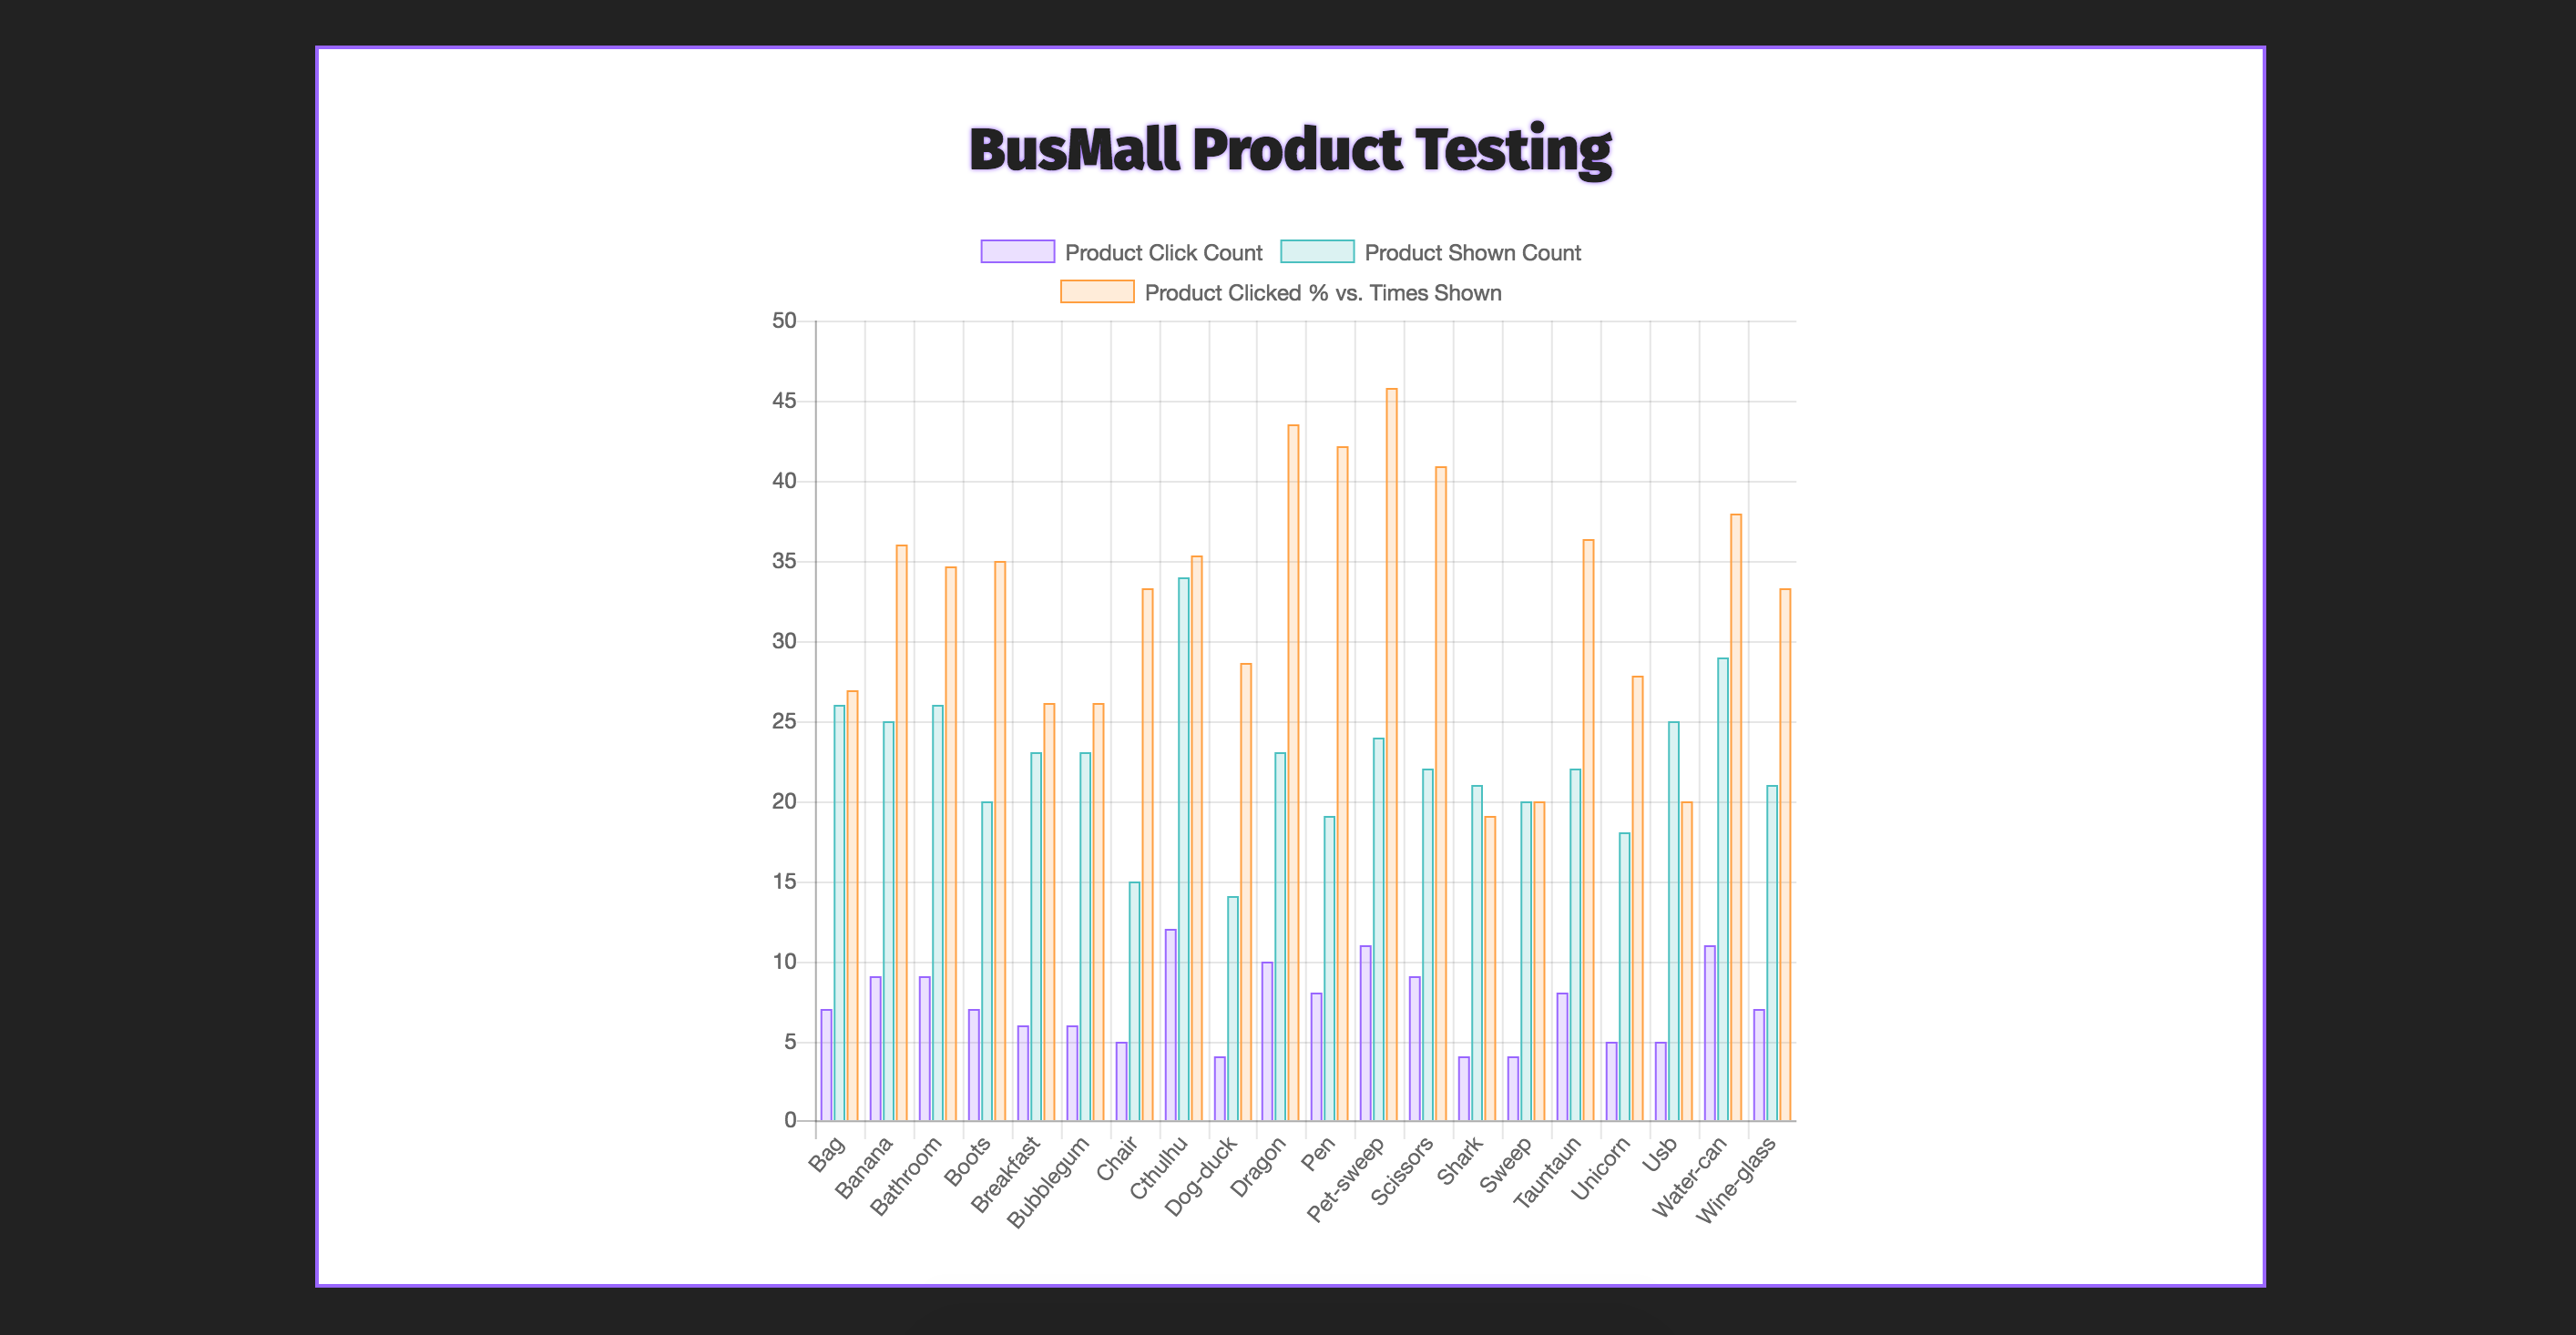 BusMall Product Testing
Product Click Count Product Shown Count
Product Clicked % vs. Times Shown
50
45
40
35
30
25
20
15
10
5
0
Bag
Banana
Bathroom
Boots
Breakfast
Bubblegum
Chair
Cthulhu
Dog-duck
Dragon
Pen
Pet-sweep
Scissors
Shark
Sweep
Tauntaun
Unicorn
Usb
Water-can
Wine-glass